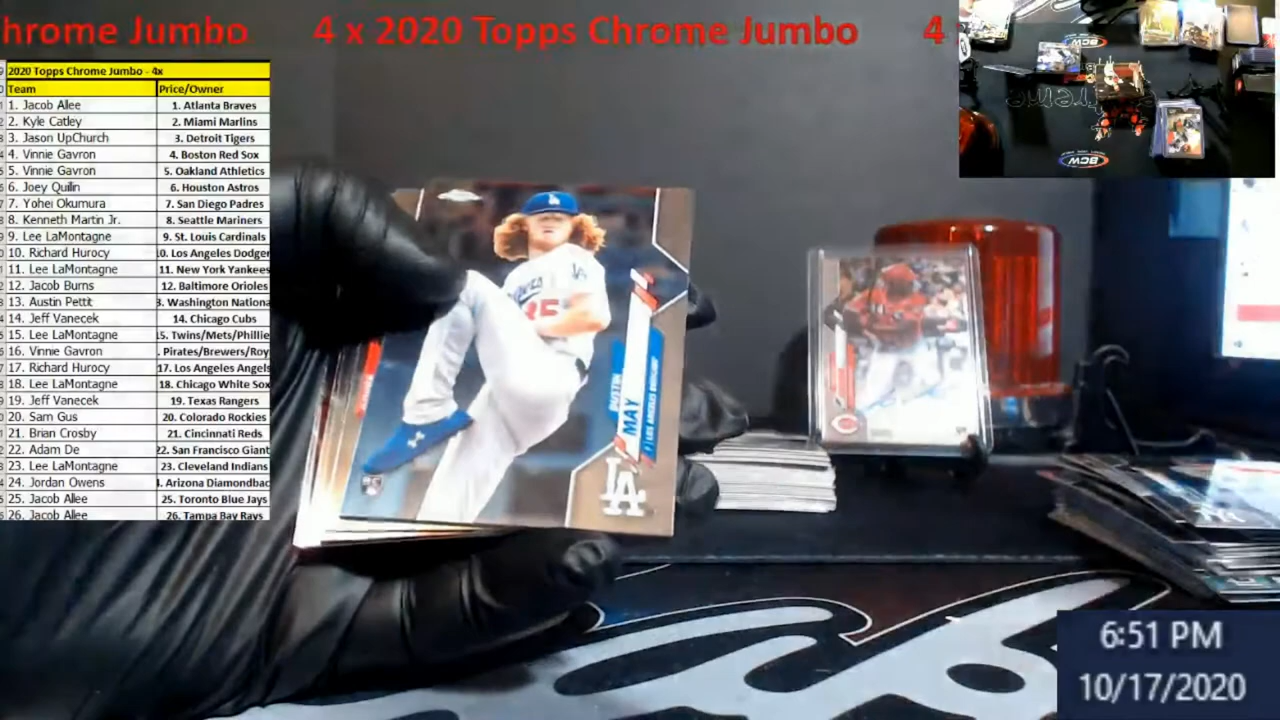 hrome Jumbo 4 x 2020 Topps Chrome Jumbo 4
2020 Topps Chrome Jumbo - 4x
Team Price/Owner
1. Jacob Allee 1. Atlanta Braves
2. Kyle Catley 2. Miami Marlins
3. Jason UpChurch 3. Detroit Tigers
4. Vinnie Gavron 4. Boston Red Sox
5. Vinnie Gavron 5. Oakland Athletics
6. Joey Quilin 6. Houston Astros
7. Yohei Okumura 7. San Diego Padres
8. Kenneth Martin Jr. 8. Seattle Mariners
9. Lee LaMontagne 9. St. Louis Cardinals
10. Richard Hurocy 10. Los Angeles Dodger
11. Lee LaMontagne 11. New York Yankees
12. Jacob Burns 12. Baltimore Orioles
13. Austin Pettit 3. Washington Nationa
14. Jeff Vanecek 14. Chicago Cubs
15. Lee LaMontagne 15. Twins/Mets/Phillie
16. Vinnie Gavron . Pirates/Brewers/Roy
17. Richard Hurocy 17. Los Angeles Angels
18. Lee LaMontagne 18. Chicago White Sox
19. Jeff Vanecek 19. Texas Rangers
20. Sam Gus 20. Colorado Rockies
21. Brian Crosby 21. Cincinnati Reds
22. Adam De 22. San Francisco Giant
23. Lee LaMontagne 23. Cleveland Indians
24. Jordan Owens 4. Arizona Diamondbac
25. Jacob Allee 25. Toronto Blue Jays
26. Jacob Allee 26. Tampa Bay Rays
DUSTIN
MAY
LOS ANGELES DODGERS
LA
RC
BCW
BCW
6:51 PM
10/17/2020